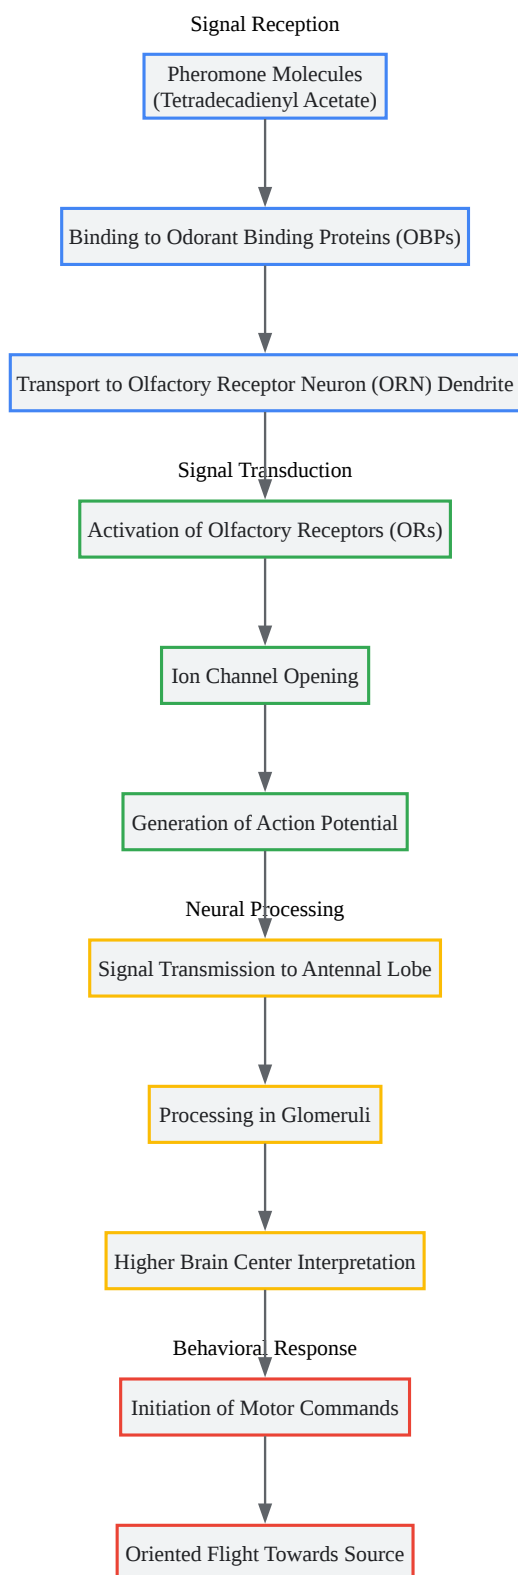 Signal Reception
Pheromone Molecules
(Tetradecadienyl Acetate)
Binding to Odorant Binding Proteins (OBPs)
Transport to Olfactory Receptor Neuron (ORN) Dendrite
Signal Transduction
Activation of Olfactory Receptors (ORs)
Ion Channel Opening
Generation of Action Potential
Neural Processing
Signal Transmission to Antennal Lobe
Processing in Glomeruli
Higher Brain Center Interpretation
Behavioral Response
Initiation of Motor Commands
Oriented Flight Towards Source